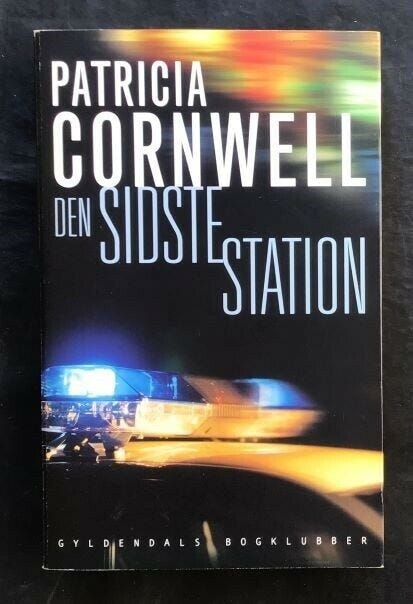 PATRICIA
CORNWELL
DEN SIDSTE
STATION
GYLDENDALS BOGKLUBBER